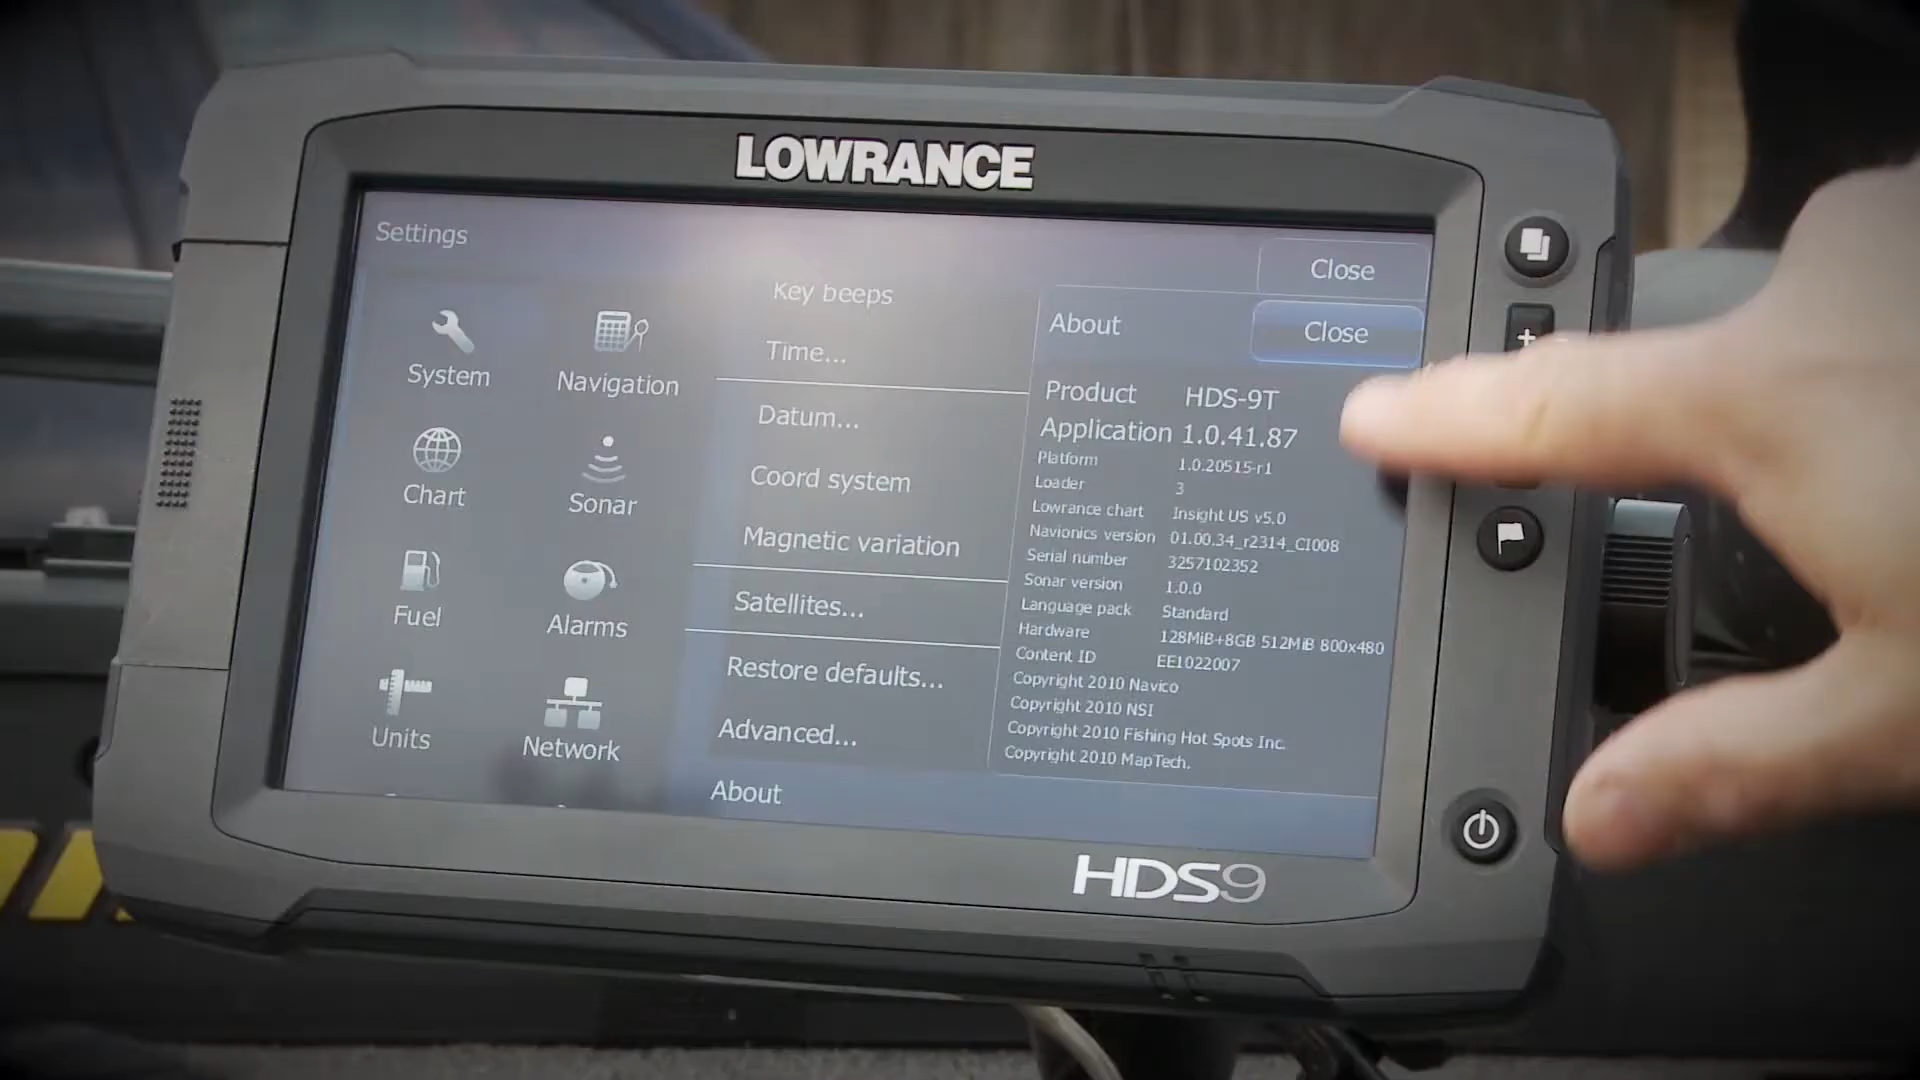 LOWRANCE
Settings
Close
System
Navigation
Chart
Sonar
Fuel
Alarms
Units
Network
Key beeps
Time...
Datum...
Coord system
Magnetic variation
Satellites...
Restore defaults...
Advanced...
About
About
Close
Product HDS-9T
Application 1.0.41.87
Platform 1.0.20515-r1
Loader 3
Lowrance chart Insight US v5.0
Navionics version 01.00.34_r2314_CI008
Serial number 3257102352
Sonar version 1.0.0
Language pack Standard
Hardware 128MiB+8GB 512MiB 800x480
Content ID EE1022007
Copyright 2010 Navico
Copyright 2010 NSI
Copyright 2010 Fishing Hot Spots Inc.
Copyright 2010 MapTech.
HDS9